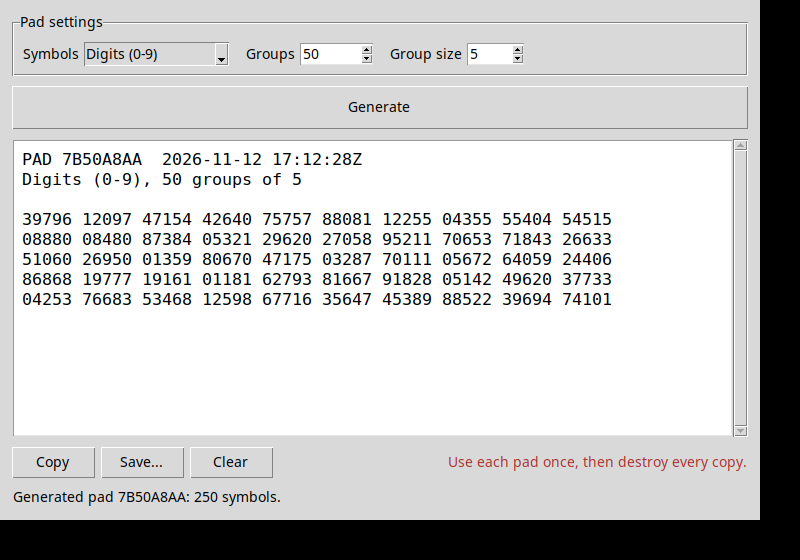 Pad settings
Symbols Digits (0-9) Groups 50 Group size 5
Generate
PAD 7B50A8AA  2026-11-12 17:12:28Z
Digits (0-9), 50 groups of 5
39796 12097 47154 42640 75757 88081 12255 04355 55404 54515
08880 08480 87384 05321 29620 27058 95211 70653 71843 26633
51060 26950 01359 80670 47175 03287 70111 05672 64059 24406
86868 19777 19161 01181 62793 81667 91828 05142 49620 37733
04253 76683 53468 12598 67716 35647 45389 88522 39694 74101
Copy Save... Clear Use each pad once, then destroy every copy.
Generated pad 7B50A8AA: 250 symbols.